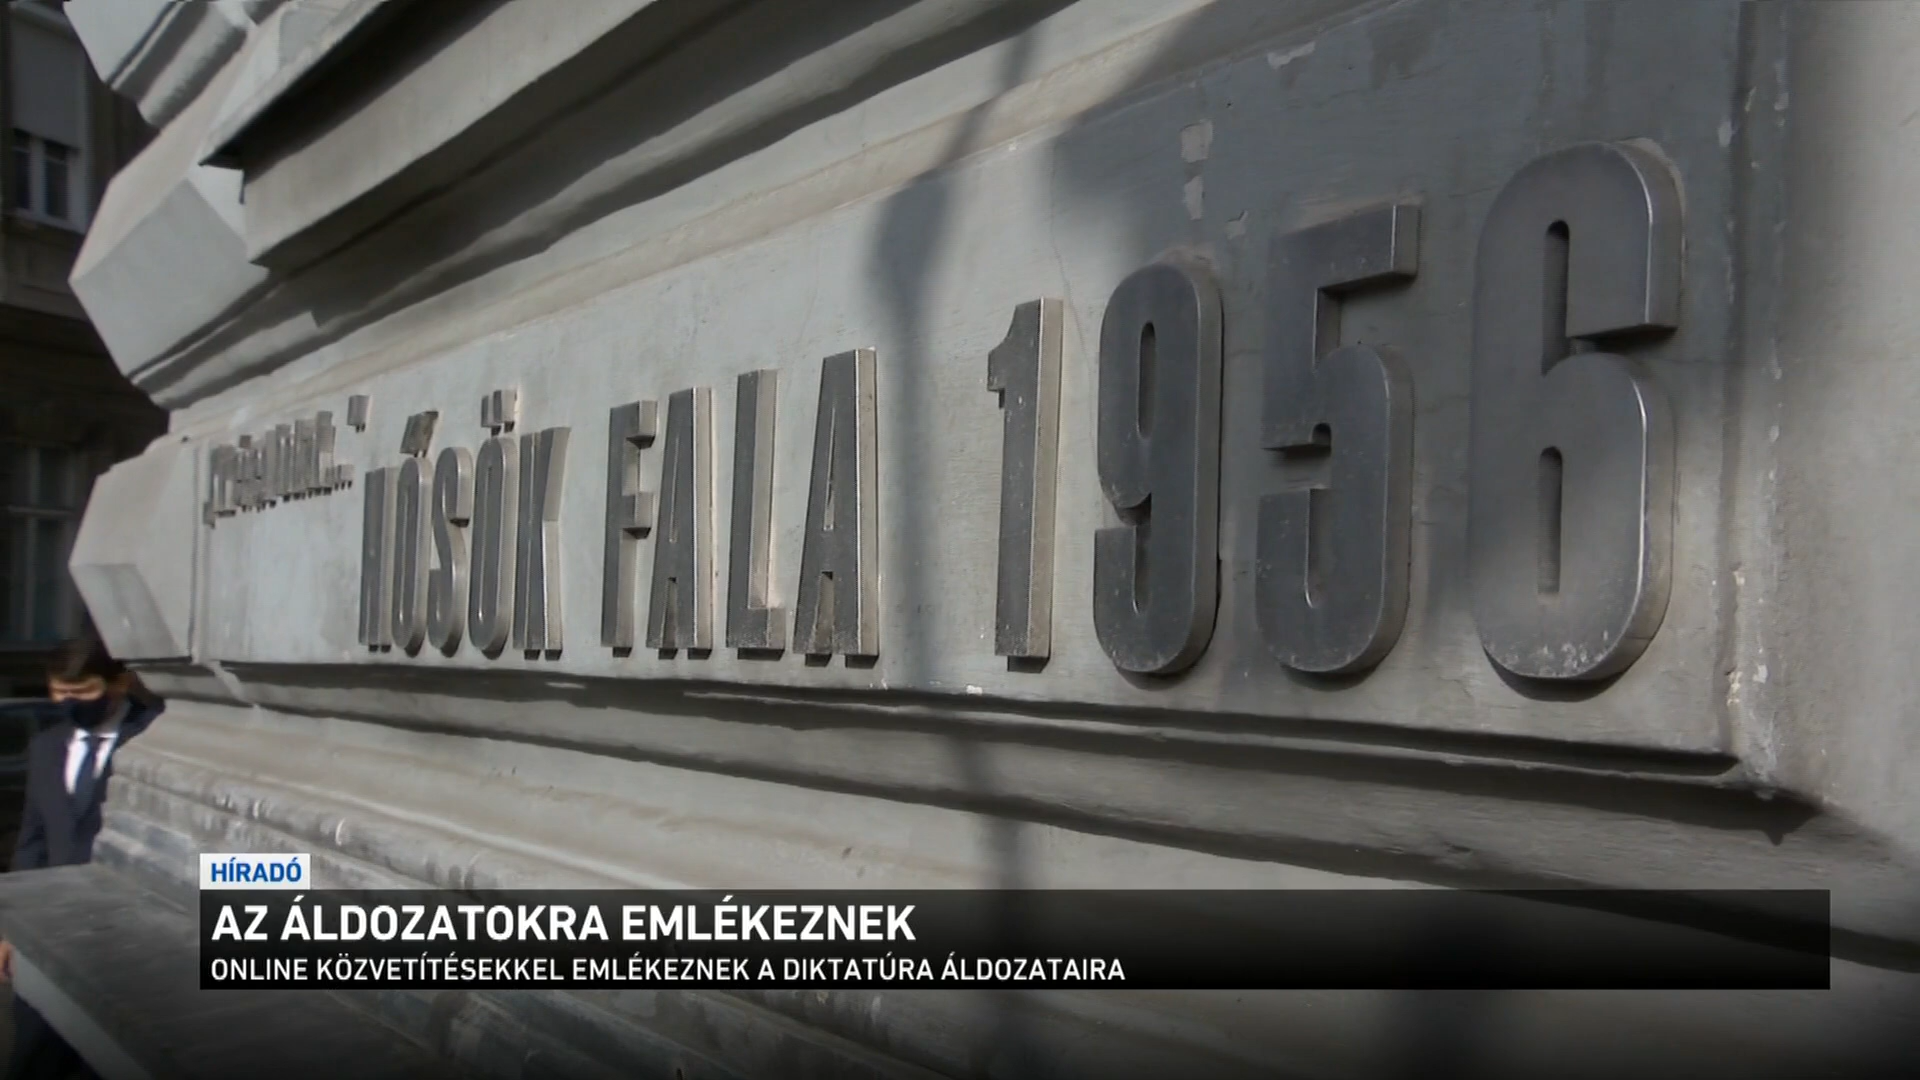 HŐSÖK FALA 1956
HÍRADÓ
AZ ÁLDOZATOKRA EMLÉKEZNEK
ONLINE KÖZVETÍTÉSEKKEL EMLÉKEZNEK A DIKTATÚRA ÁLDOZATAIRA